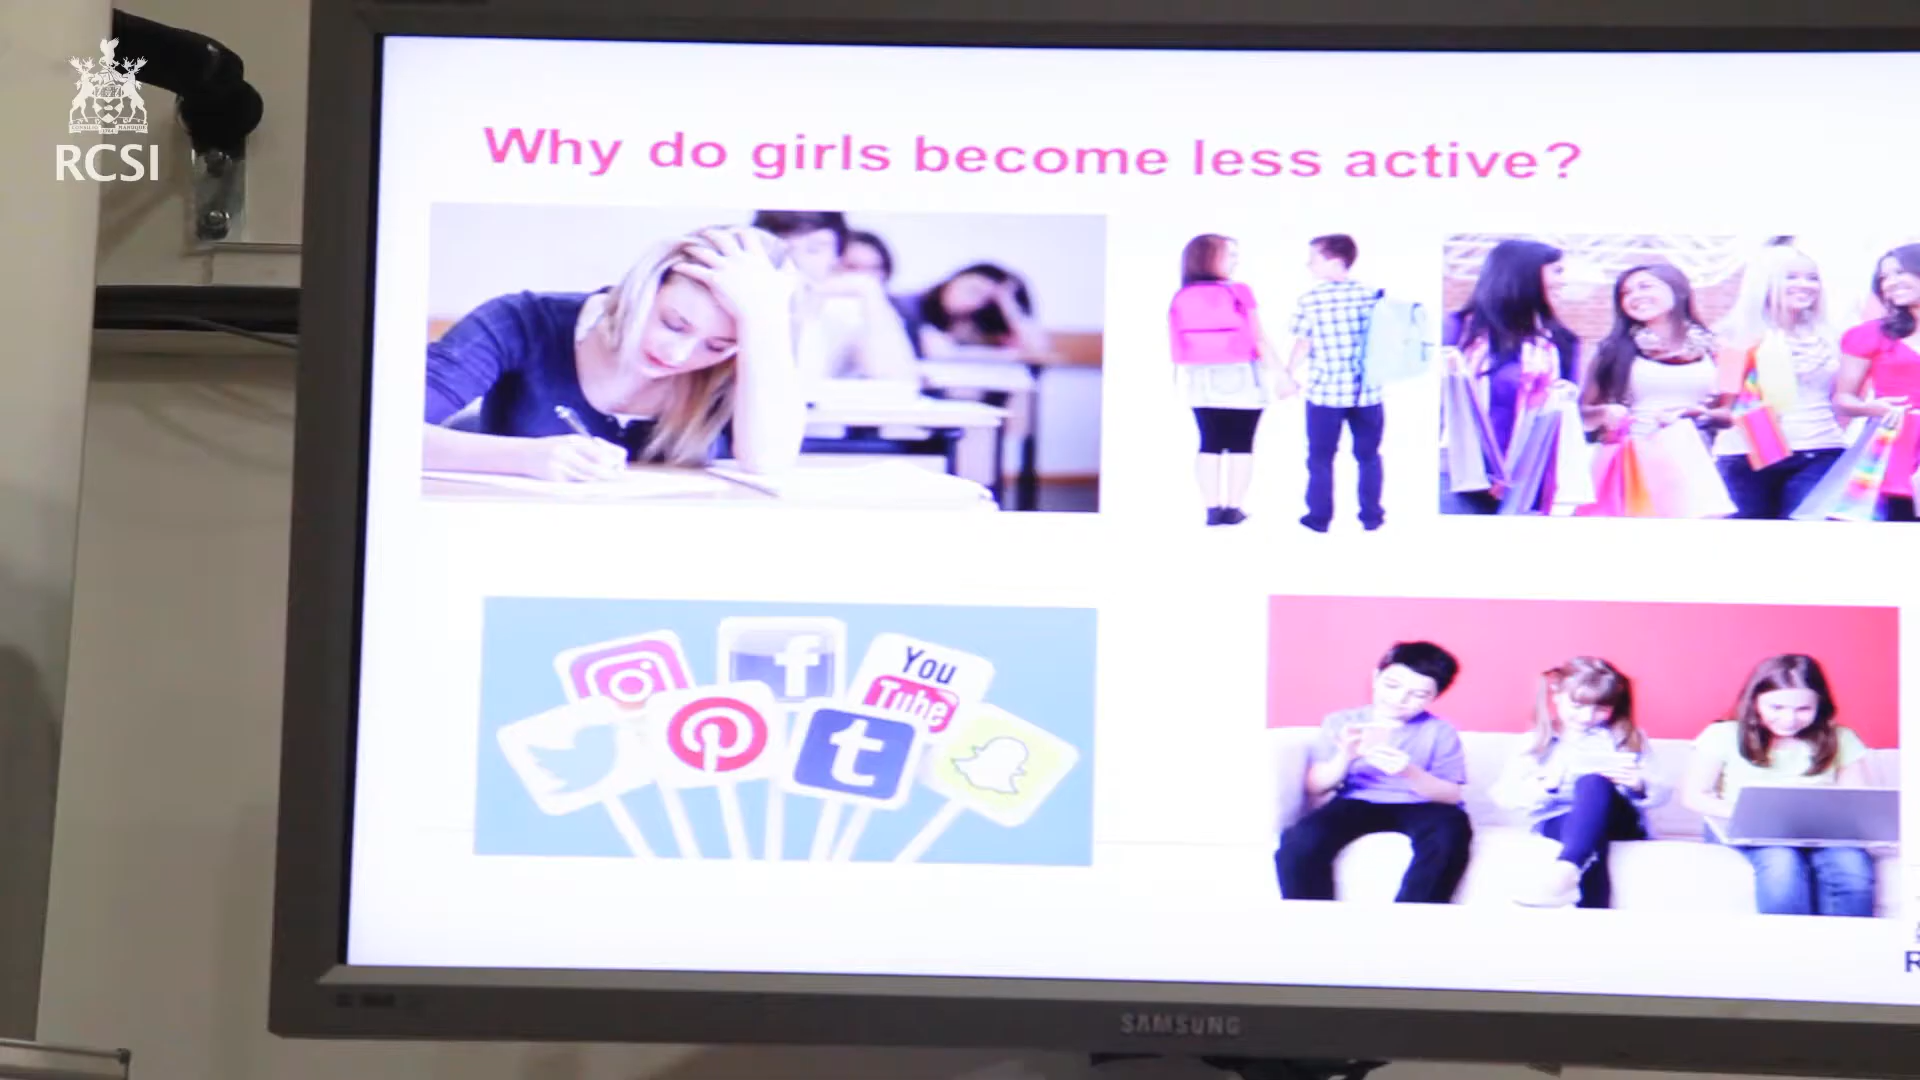 RCSI
Why do girls become less active?
f
You
Tube
t
SAMSUNG
R